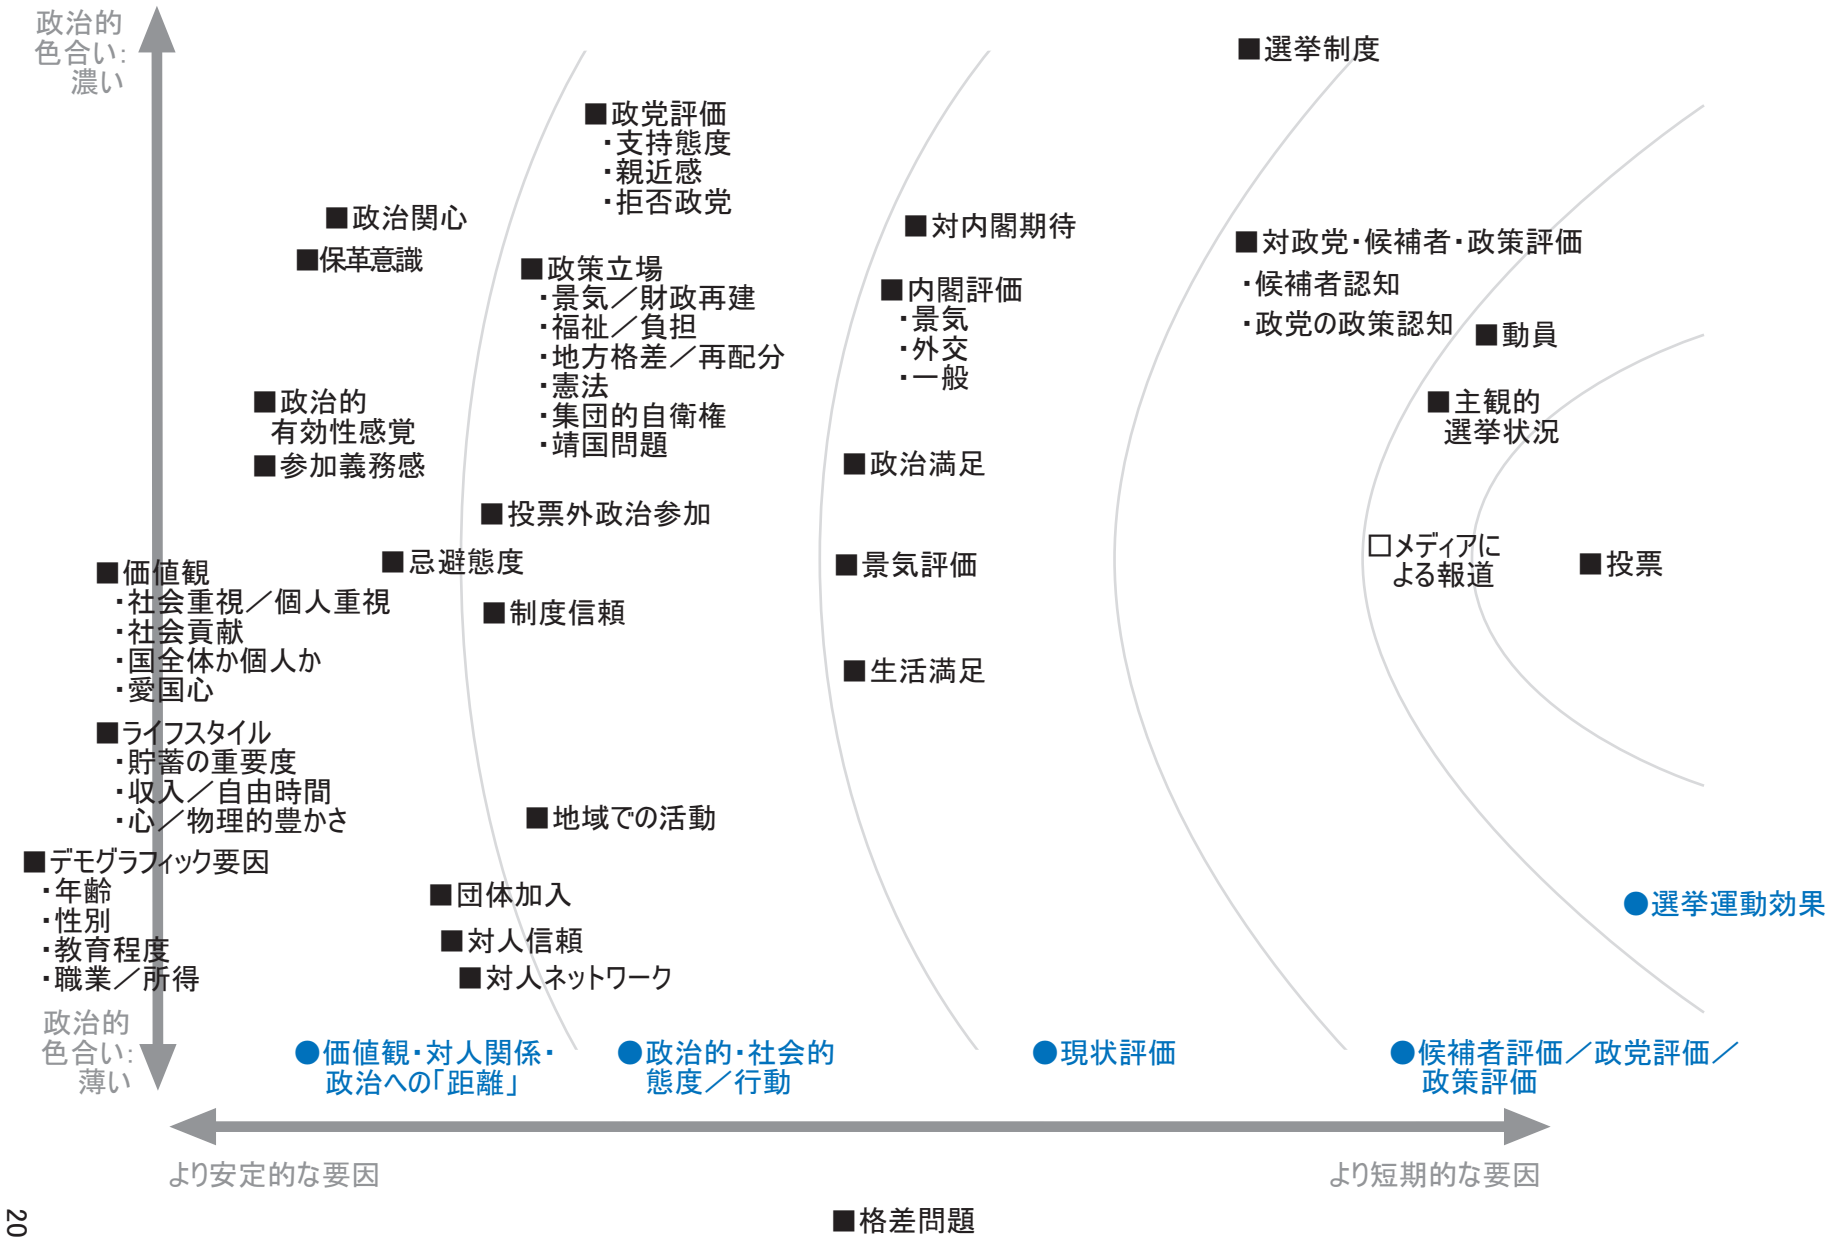 政治的
色合い:
濃い
■選挙制度
■政党評価
・支持態度
・親近感
・拒否政党
■政治関心
■保革意識
■政策立場
・景気／財政再建
・福祉／負担
・地方格差／再配分
・憲法
・集団的自衛権
・靖国問題
■対内閣期待
■内閣評価
・景気
・外交
・一般
■対政党・候補者・政策評価
・候補者認知
・政党の政策認知
■動員
■主観的
選挙状況
■政治的
有効性感覚
■参加義務感
■政治満足
■投票外政治参加
■忌避態度
■景気評価
□メディアに
よる報道
■投票
■価値観
・社会重視／個人重視
・社会貢献
・国全体か個人か
・愛国心
■制度信頼
■生活満足
■ライフスタイル
・貯蓄の重要度
・収入／自由時間
・心／物理的豊かさ
■地域での活動
■デモグラフィック要因
・年齢
・性別
・教育程度
・職業／所得
■団体加入
■対人信頼
■対人ネットワーク
●選挙運動効果
政治的
色合い:
薄い
●価値観・対人関係・
政治への「距離」
●政治的・社会的
態度／行動
●現状評価
●候補者評価／政党評価／
政策評価
より安定的な要因
より短期的な要因
■格差問題
20